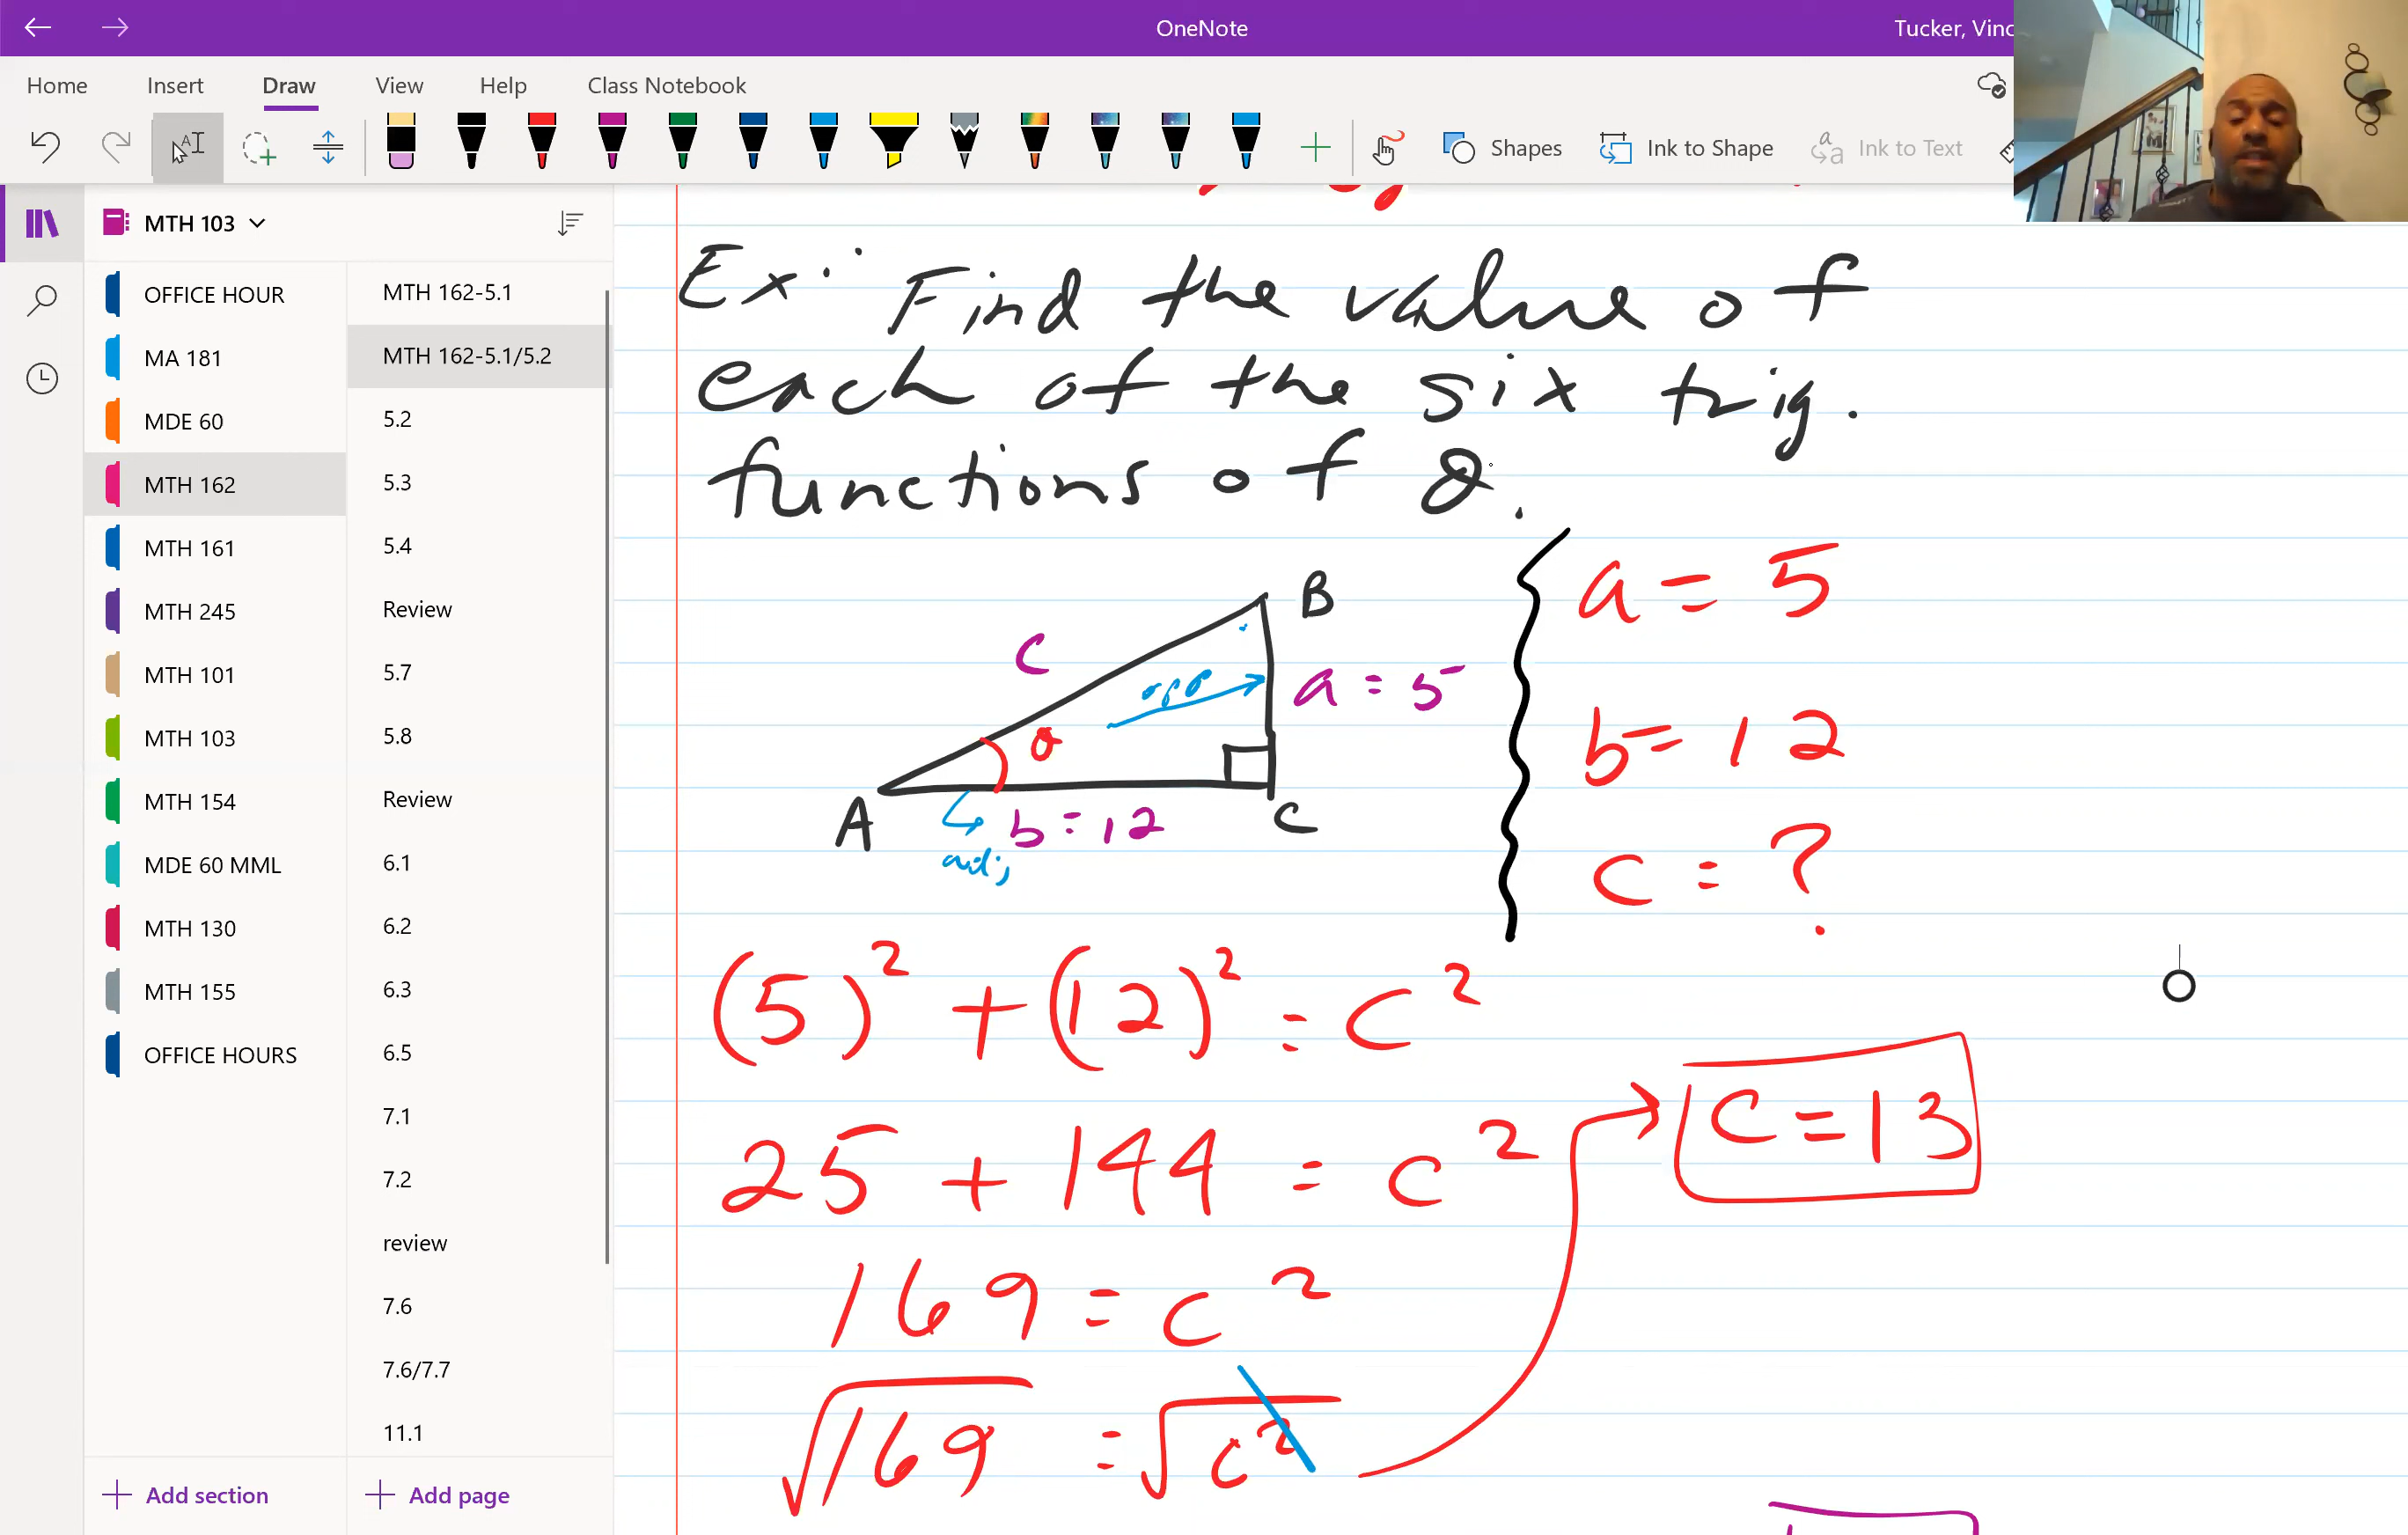 OneNote
Tucker, Vinc
Home Insert Draw View Help Class Notebook
Shapes Ink to Shape Ink to Text
MTH 103
OFFICE HOUR
MA 181
MDE 60
MTH 162
MTH 161
MTH 245
MTH 101
MTH 103
MTH 154
MDE 60 MML
MTH 130
MTH 155
OFFICE HOURS
Add section
MTH 162-5.1
MTH 162-5.1/5.2
5.2
5.3
5.4
Review
5.7
5.8
Review
6.1
6.2
6.3
6.5
7.1
7.2
review
7.6
7.6/7.7
11.1
Add page
Ex: Find the value of
each of the six trig.
functions of θ.
B
c
opp
a = 5
θ
A
b = 12
C
adj
a = 5
b = 12
c = ?
(5)² + (12)² = c²
25 + 144 = c²
169 = c²
√169 = √c²
c = 13